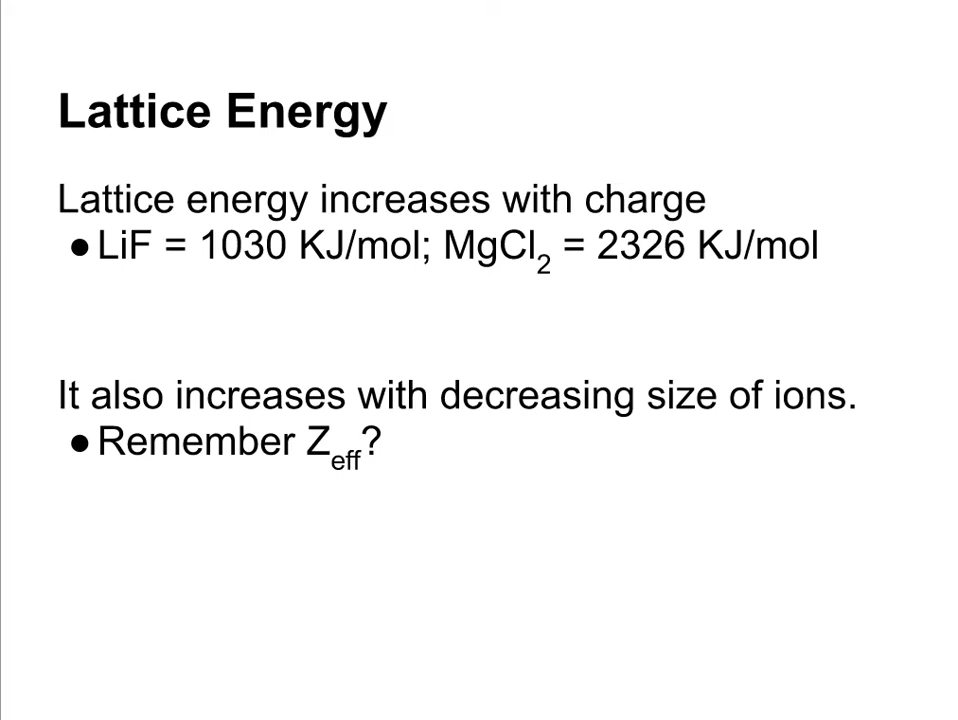 Lattice Energy
Lattice energy increases with charge
● LiF = 1030 KJ/mol; MgCl₂ = 2326 KJ/mol
It also increases with decreasing size of ions.
● Remember Zeff?